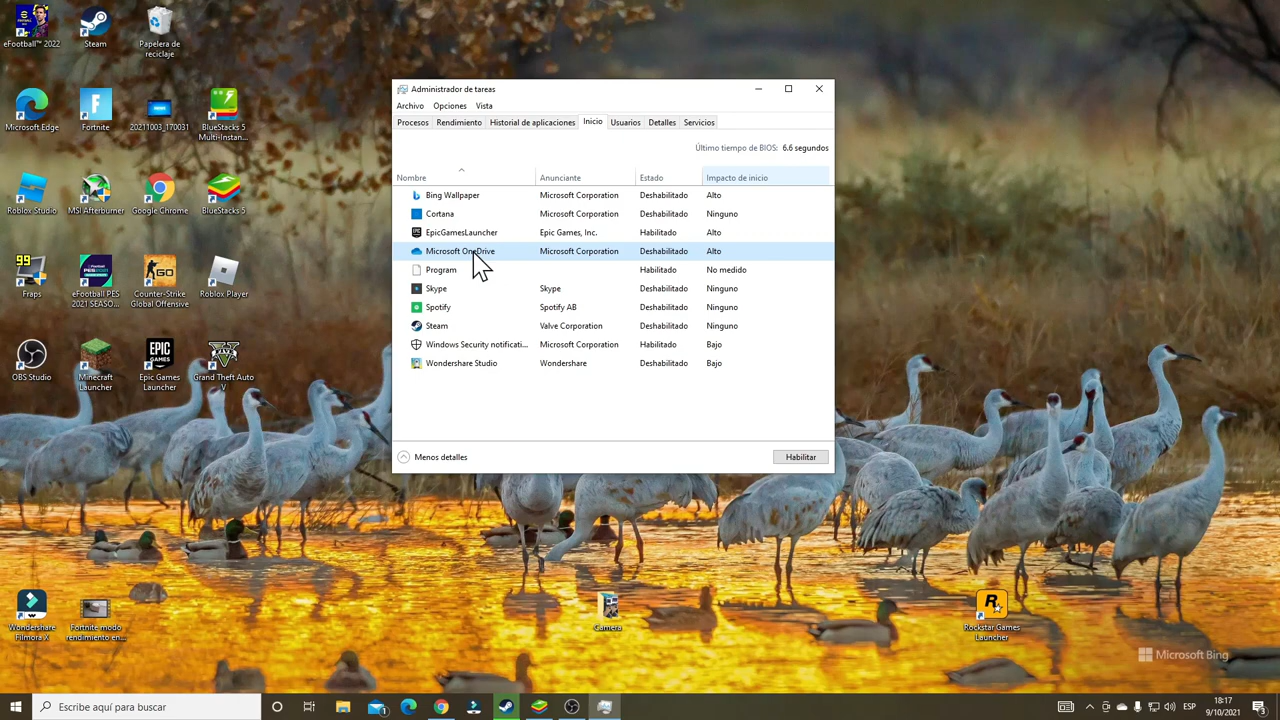 eFootball™ 2022
Steam
Papelera de
reciclaje
Microsoft Edge
Fortnite
20211003_170031
BlueStacks 5
Multi-Instan...
Roblox Studio
MSI Afterburner
Google Chrome
BlueStacks 5
99
Fraps
eFootball PES
2021 SEASO...
Counter-Strike
Global Offensive
Roblox Player
OBS Studio
Minecraft
Launcher
Epic Games
Launcher
Grand Theft Auto
V
Wondershare
Filmora X
Fortnite modo
rendimiento en...
Camera
Rockstar Games
Launcher
Administrador de tareas
Archivo Opciones Vista
Procesos Rendimiento Historial de aplicaciones Inicio Usuarios Detalles Servicios
Último tiempo de BIOS: 6.6 segundos
Nombre Anunciante Estado Impacto de inicio
Bing Wallpaper Microsoft Corporation Deshabilitado Alto
Cortana Microsoft Corporation Deshabilitado Ninguno
EpicGamesLauncher Epic Games, Inc. Habilitado Alto
Microsoft OneDrive Microsoft Corporation Deshabilitado Alto
Program Habilitado No medido
Skype Skype Deshabilitado Ninguno
Spotify Spotify AB Deshabilitado Ninguno
Steam Valve Corporation Deshabilitado Ninguno
Windows Security notificati... Microsoft Corporation Habilitado Bajo
Wondershare Studio Wondershare Deshabilitado Bajo
Menos detalles Habilitar
Microsoft Bing
Escribe aquí para buscar
ESP
18:17
9/10/2021